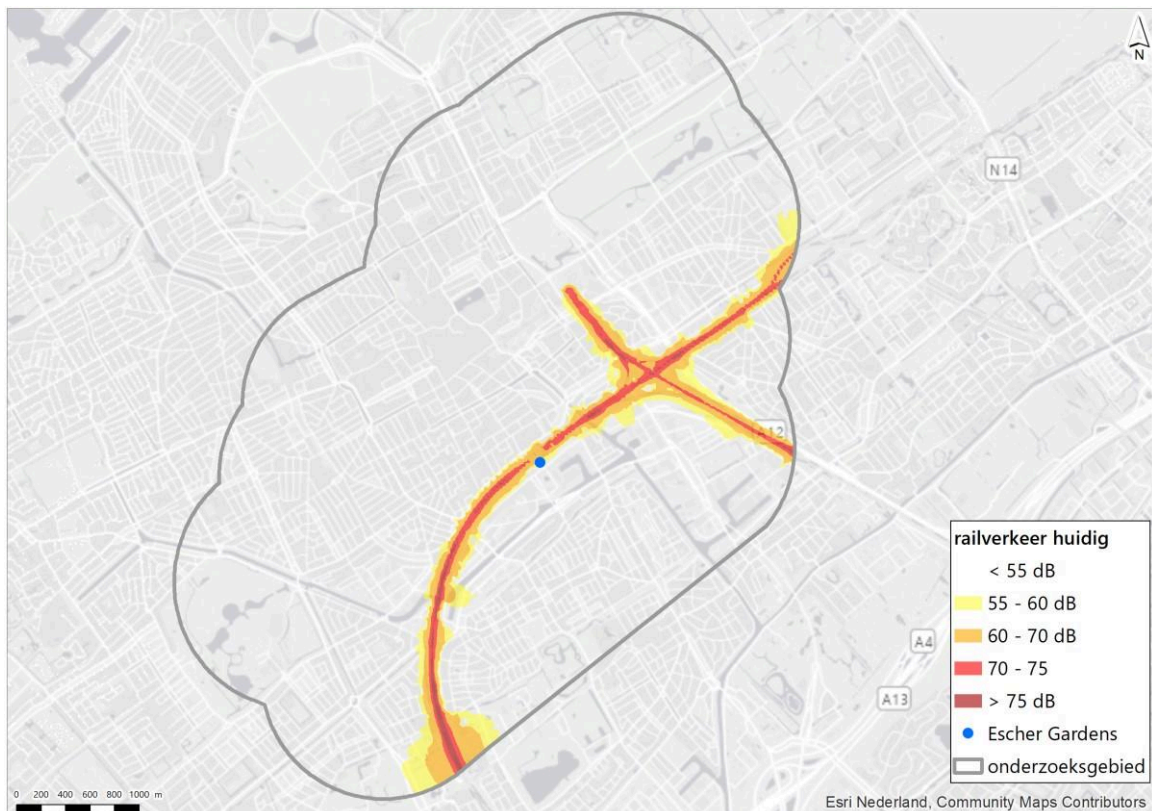 N
N14
A12
railverkeer huidig
< 55 dB
55 - 60 dB
60 - 70 dB
70 - 75
> 75 dB
Escher Gardens
onderzoeksgebied
A4
A13
0 200 400 600 800 1000 m
Esri Nederland, Community Maps Contributors